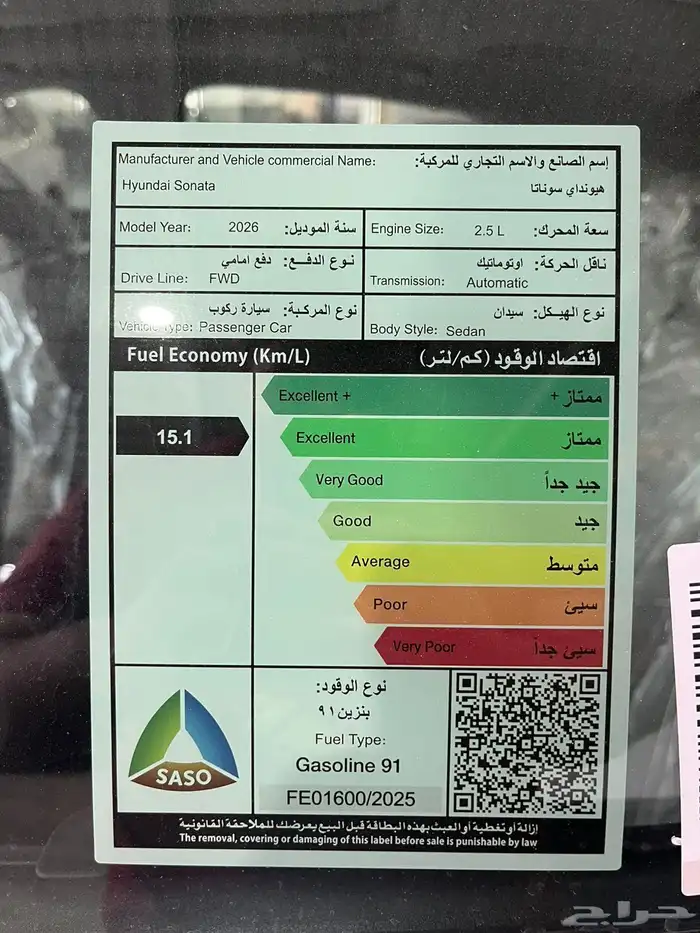 Manufacturer and Vehicle commercial Name: إسم الصانع والاسم التجاري للمركبة:
Hyundai Sonata هيونداي سوناتا
Model Year: 2026 سنة الموديل:
Engine Size: 2.5 L سعة المحرك:
نوع الدفع: دفع امامي
Drive Line: FWD
ناقل الحركة: اوتوماتيك
Transmission: Automatic
نوع المركبة: سيارة ركوب
Vehicle Type: Passenger Car
نوع الهيكل: سيدان
Body Style: Sedan
Fuel Economy (Km/L) اقتصاد الوقود (كم/لتر)
Excellent + ممتاز +
15.1
Excellent ممتاز
Very Good جيد جداً
Good جيد
Average متوسط
Poor سيئ
Very Poor سيئ جداً
SASO
نوع الوقود:
بنزين ٩١
Fuel Type:
Gasoline 91
FE01600/2025
إزالة أو تغطية أو العبث بهذه البطاقة قبل البيع يعرضك للملاحقة القانونية
The removal, covering or damaging of this label before sale is punishable by law
حراج